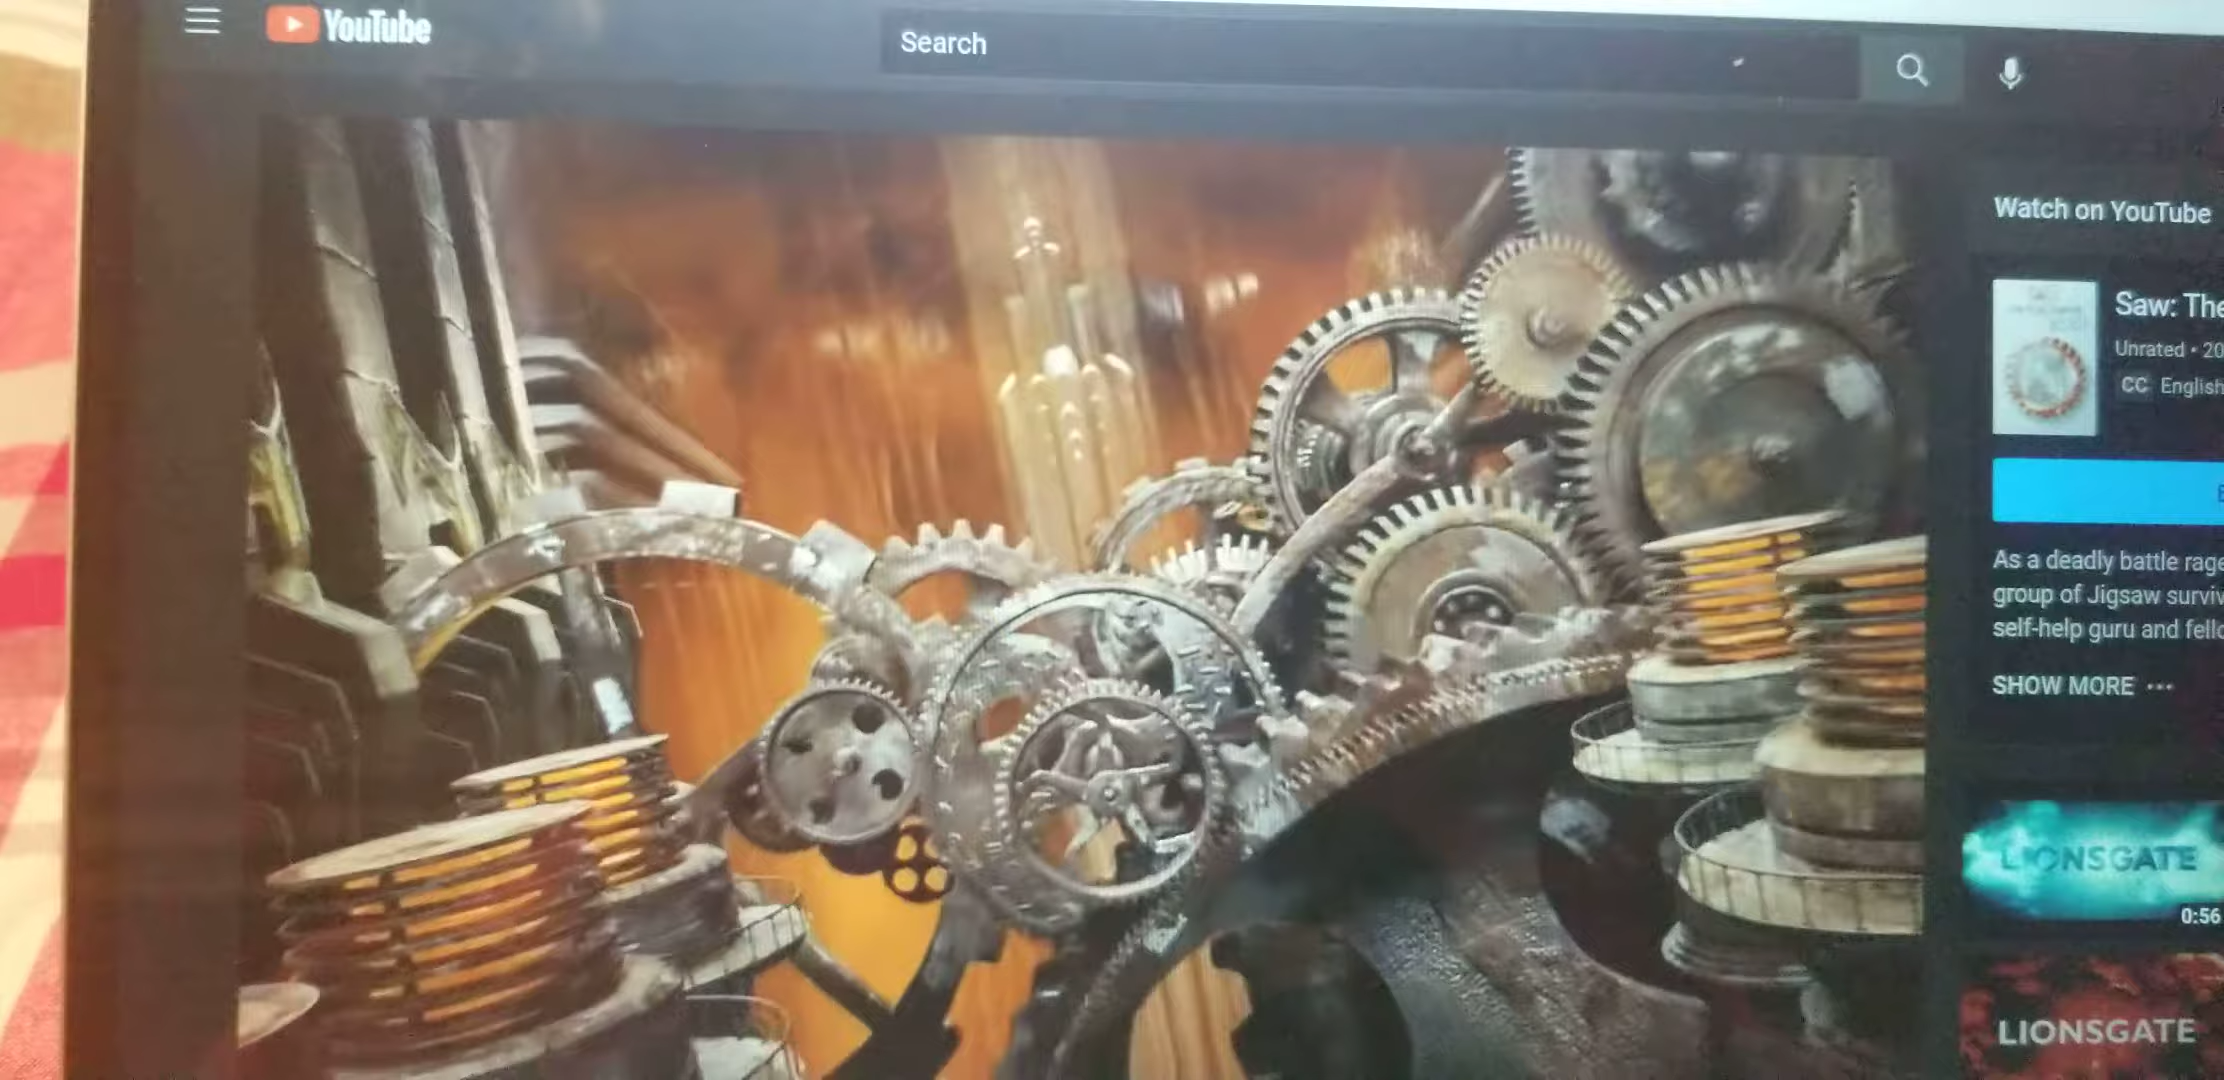 YouTube
Search
Watch on YouTube
Saw: The
Unrated • 20
CC English
As a deadly battle rage
group of Jigsaw surviv
self-help guru and fello
SHOW MORE
LIONSGATE
0:56
LIONSGATE